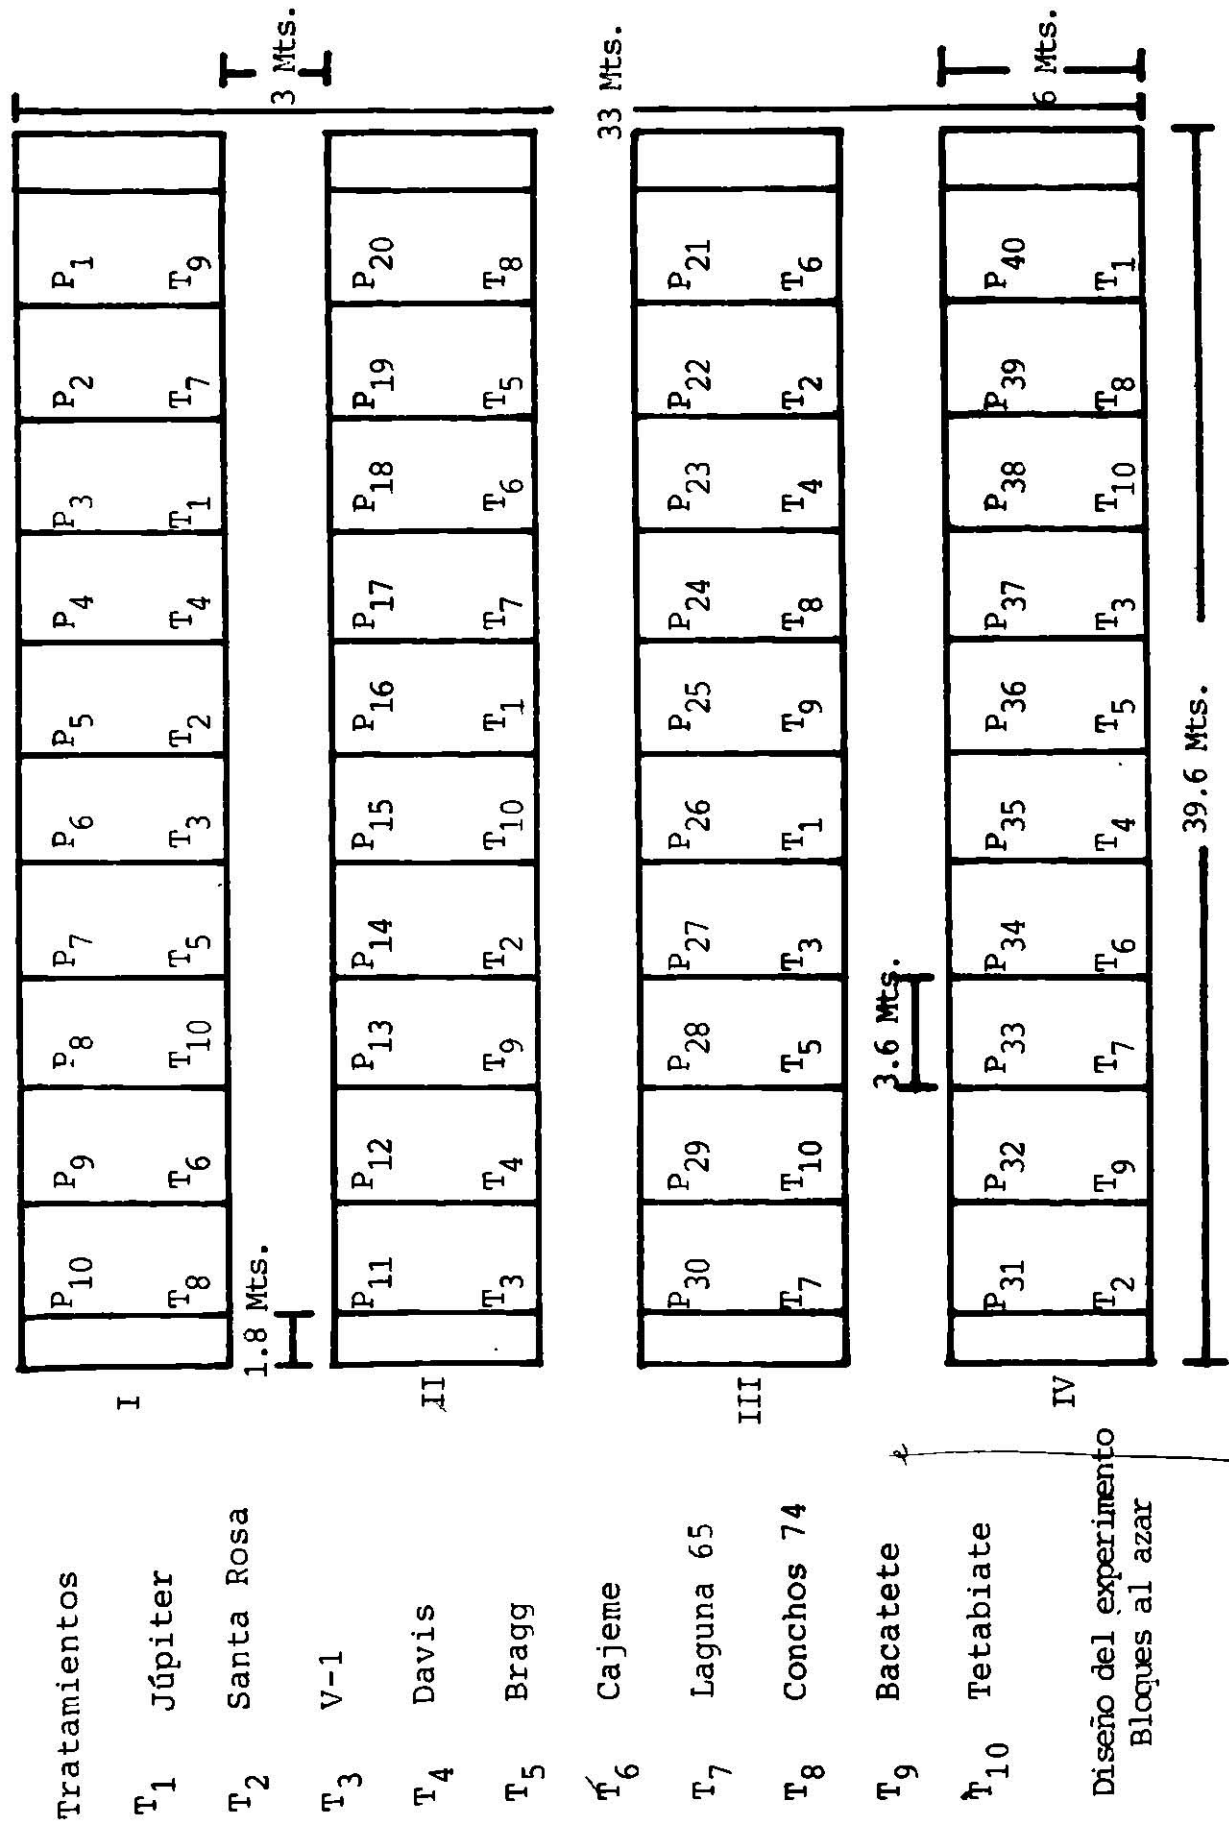 Tratamientos
T1 Júpiter
T2 Santa Rosa
T3 V-1
T4 Davis
T5 Bragg
T6 Cajeme
T7 Laguna 65
T8 Conchos 74
T9 Bacatete
T10 Tetabiate
Diseño del experimento
Bloques al azar
P10 P9 P8 P7 P6 P5 P4 P3 P2 P1
I
T8 T6 T10 T5 T3 T2 T4 T1 T7 T9
1.8 Mts.
3 Mts.
P11 P12 P13 P14 P15 P16 P17 P18 P19 P20
II
T3 T4 T9 T2 T10 T1 T7 T6 T5 T8
33 Mts.
P30 P29 P28 P27 P26 P25 P24 P23 P22 P21
III
T7 T10 T5 T3 T1 T9 T8 T4 T2 T6
3.6 Mts.
P31 P32 P33 P34 P35 P36 P37 P38 P39 P40
IV
6 Mts.
T2 T9 T7 T6 T4 T5 T3 T10 T8 T1
39.6 Mts.